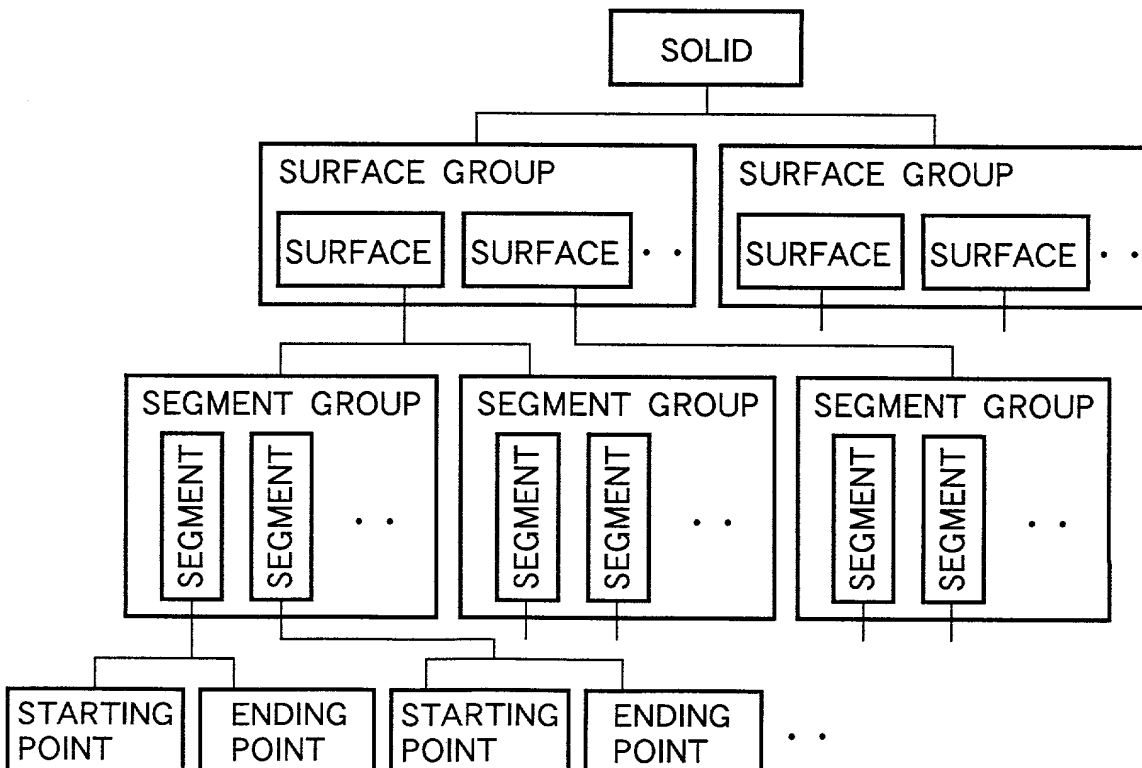 SOLID
SURFACE GROUP
SURFACE GROUP
SURFACE
SURFACE
. .
SURFACE
SURFACE
. .
SEGMENT GROUP
SEGMENT GROUP
SEGMENT GROUP
SEGMENT
SEGMENT
. .
SEGMENT
SEGMENT
. .
SEGMENT
SEGMENT
. .
STARTING
POINT
ENDING
POINT
STARTING
POINT
ENDING
POINT
. .